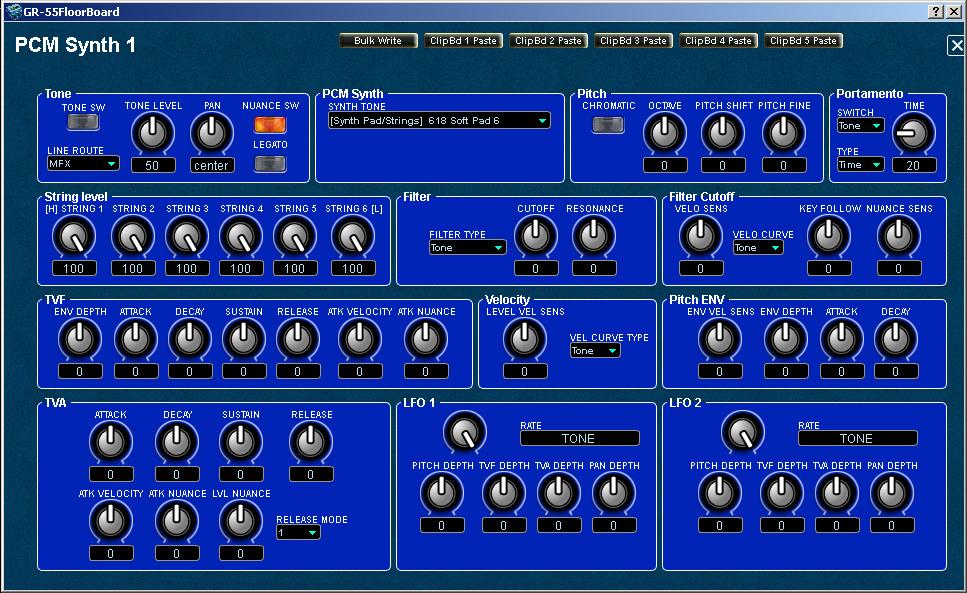 GR-55FloorBoard
PCM Synth 1
Bulk Write ClipBd 1 Paste ClipBd 2 Paste ClipBd 3 Paste ClipBd 4 Paste ClipBd 5 Paste
Tone
TONE SW TONE LEVEL PAN NUANCE SW
LEGATO
LINE ROUTE
MFX 50 center
PCM Synth
SYNTH TONE
[Synth Pad/Strings] 618 Soft Pad 6
Pitch
CHROMATIC OCTAVE PITCH SHIFT PITCH FINE
0 0 0
Portamento
SWITCH TIME
Tone
TYPE
Time 20
String level
[H] STRING 1 STRING 2 STRING 3 STRING 4 STRING 5 STRING 6 [L]
100 100 100 100 100 100
Filter
CUTOFF RESONANCE
FILTER TYPE
Tone
0 0
Filter Cutoff
VELO SENS KEY FOLLOW NUANCE SENS
VELO CURVE
Tone
0 0 0
TVF
ENV DEPTH ATTACK DECAY SUSTAIN RELEASE ATK VELOCITY ATK NUANCE
0 0 0 0 0 0 0
Velocity
LEVEL VEL SENS
VEL CURVE TYPE
Tone
0
Pitch ENV
ENV VEL SENS ENV DEPTH ATTACK DECAY
0 0 0 0
TVA
ATTACK DECAY SUSTAIN RELEASE
0 0 0 0
ATK VELOCITY ATK NUANCE LVL NUANCE
RELEASE MODE
1
0 0 0
LFO 1
RATE
TONE
PITCH DEPTH TVF DEPTH TVA DEPTH PAN DEPTH
0 0 0 0
LFO 2
RATE
TONE
PITCH DEPTH TVF DEPTH TVA DEPTH PAN DEPTH
0 0 0 0